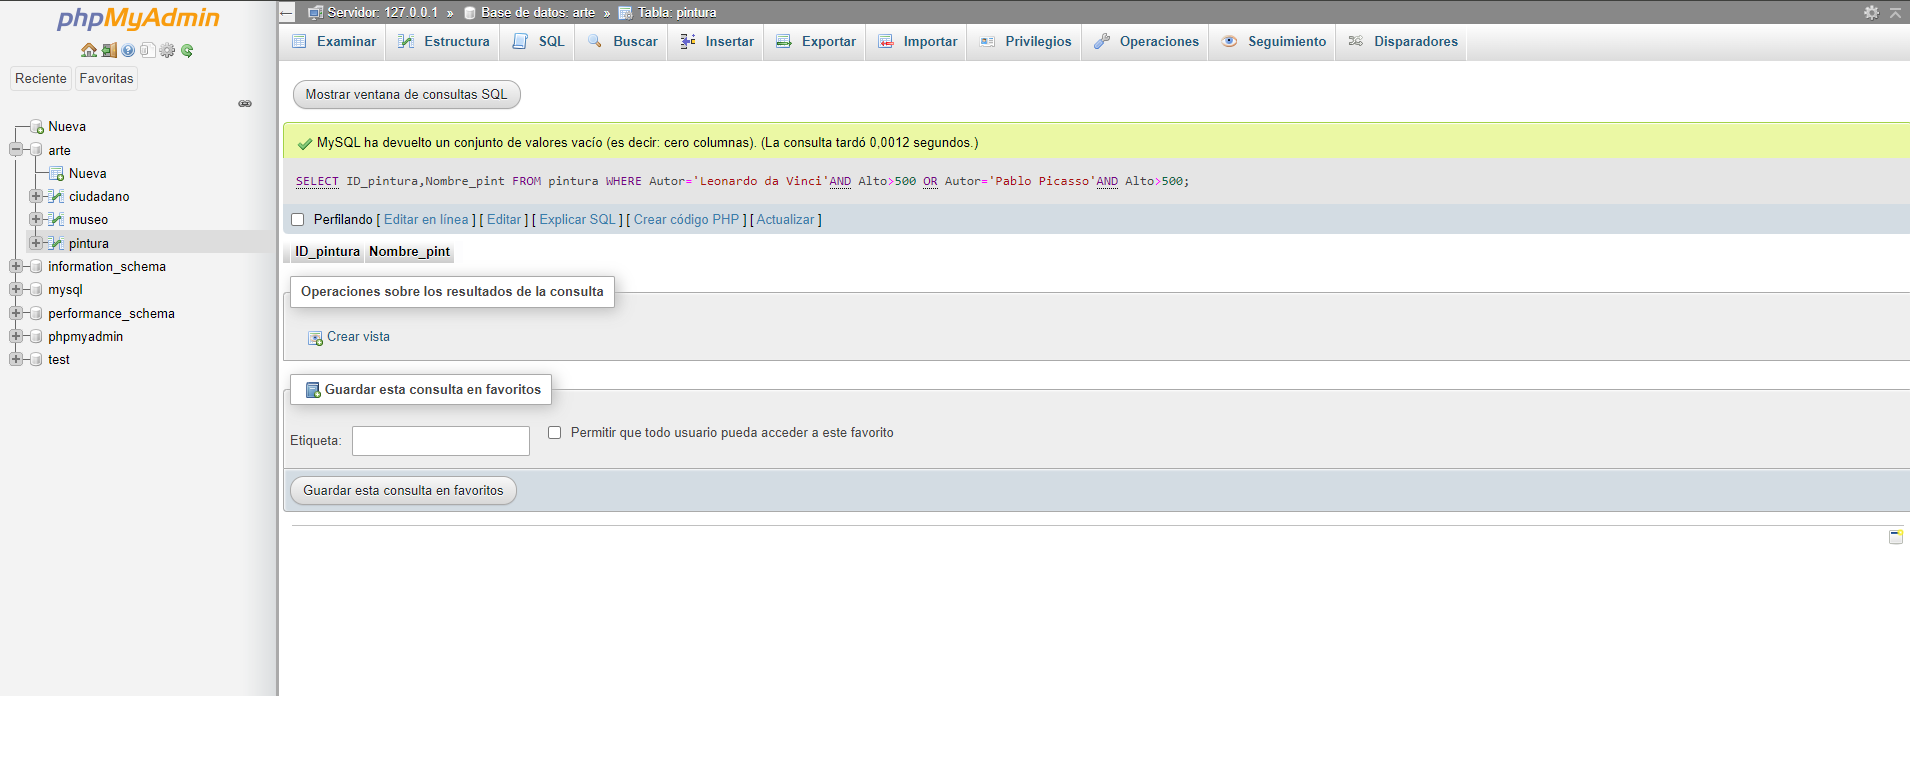 phpMyAdmin
Reciente Favoritas
Nueva
arte
Nueva
ciudadano
museo
pintura
information_schema
mysql
performance_schema
phpmyadmin
test
Servidor: 127.0.0.1 » Base de datos: arte » Tabla: pintura
Examinar Estructura SQL Buscar Insertar Exportar Importar Privilegios Operaciones Seguimiento Disparadores
Mostrar ventana de consultas SQL
MySQL ha devuelto un conjunto de valores vacío (es decir: cero columnas). (La consulta tardó 0,0012 segundos.)
SELECT ID_pintura,Nombre_pint FROM pintura WHERE Autor='Leonardo da Vinci'AND Alto>500 OR Autor='Pablo Picasso'AND Alto>500;
Perfilando [ Editar en línea ] [ Editar ] [ Explicar SQL ] [ Crear código PHP ] [ Actualizar ]
ID_pintura Nombre_pint
Operaciones sobre los resultados de la consulta
Crear vista
Guardar esta consulta en favoritos
Etiqueta: Permitir que todo usuario pueda acceder a este favorito
Guardar esta consulta en favoritos